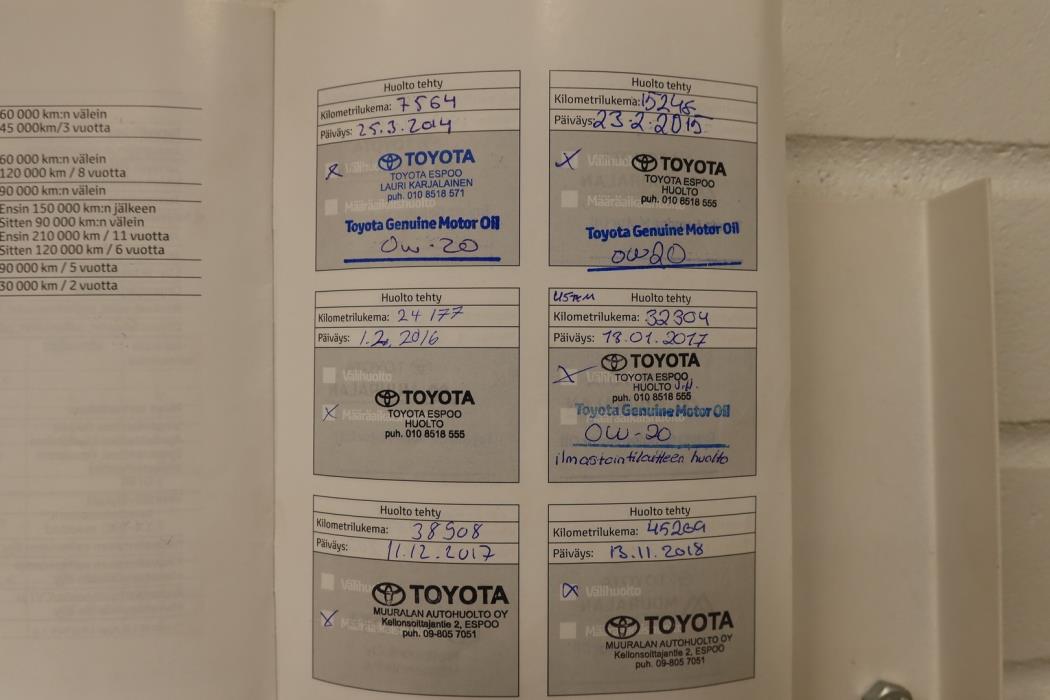 60 000 km:n välein
45 000km/3 vuotta
60 000 km:n välein
120 000 km / 8 vuotta
90 000 km:n välein
Ensin 150 000 km:n jälkeen
Sitten 90 000 km:n välein
Ensin 210 000 km / 11 vuotta
Sitten 120 000 km / 6 vuotta
90 000 km / 5 vuotta
30 000 km / 2 vuotta
Huolto tehty
Kilometrilukema: 7564
Päiväys: 25.3.2014
x
TOYOTA
TOYOTA ESPOO
LAURI KARJALAINEN
puh. 010 8518 571
Toyota Genuine Motor Oil
0w-20
Huolto tehty
Kilometrilukema: 15246
Päiväys: 23.2.2015
x
TOYOTA
TOYOTA ESPOO
HUOLTO
puh. 010 8518 555
Toyota Genuine Motor Oil
0W20
Huolto tehty
Kilometrilukema: 24 177
Päiväys: 1.2.2016
Välihuolto
x
TOYOTA
TOYOTA ESPOO
HUOLTO
puh. 010 8518 555
Huolto tehty
Kilometrilukema: 32304
Päiväys: 18.01.2017
x
TOYOTA
TOYOTA ESPOO
HUOLTO
puh. 010 8518 555
Toyota Genuine Motor Oil
0W-20
ilmastointilaitteen huolto
Huolto tehty
Kilometrilukema: 38908
Päiväys: 11.12.2017
x
TOYOTA
MUURALAN AUTOHUOLTO OY
Kellonsoittajantie 2, ESPOO
puh. 09-805 7051
Huolto tehty
Kilometrilukema: 45269
Päiväys: 13.11.2018
x Välihuolto
TOYOTA
MUURALAN AUTOHUOLTO OY
Kellonsoittajantie 2, ESPOO
puh. 09-805 7051